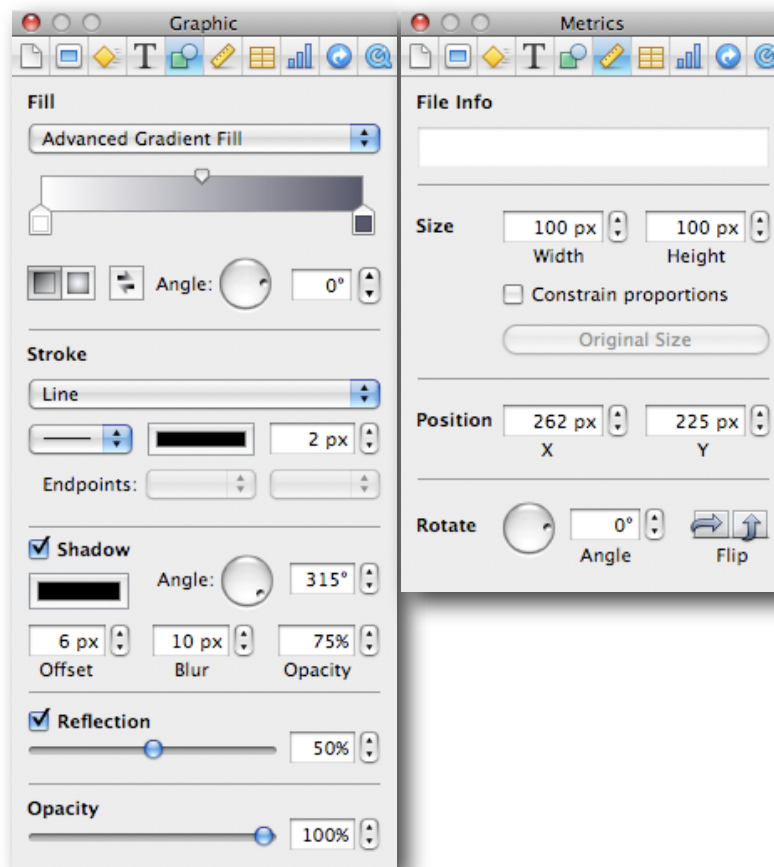 Graphic
T
Fill
Advanced Gradient Fill
Angle: 0°
Stroke
Line
2 px
Endpoints:
Shadow
Angle: 315°
6 px 10 px 75%
Offset Blur Opacity
Reflection
50%
Opacity
100%
Metrics
T
File Info
Size 100 px 100 px
Width Height
Constrain proportions
Original Size
Position 262 px 225 px
X Y
Rotate 0°
Angle Flip